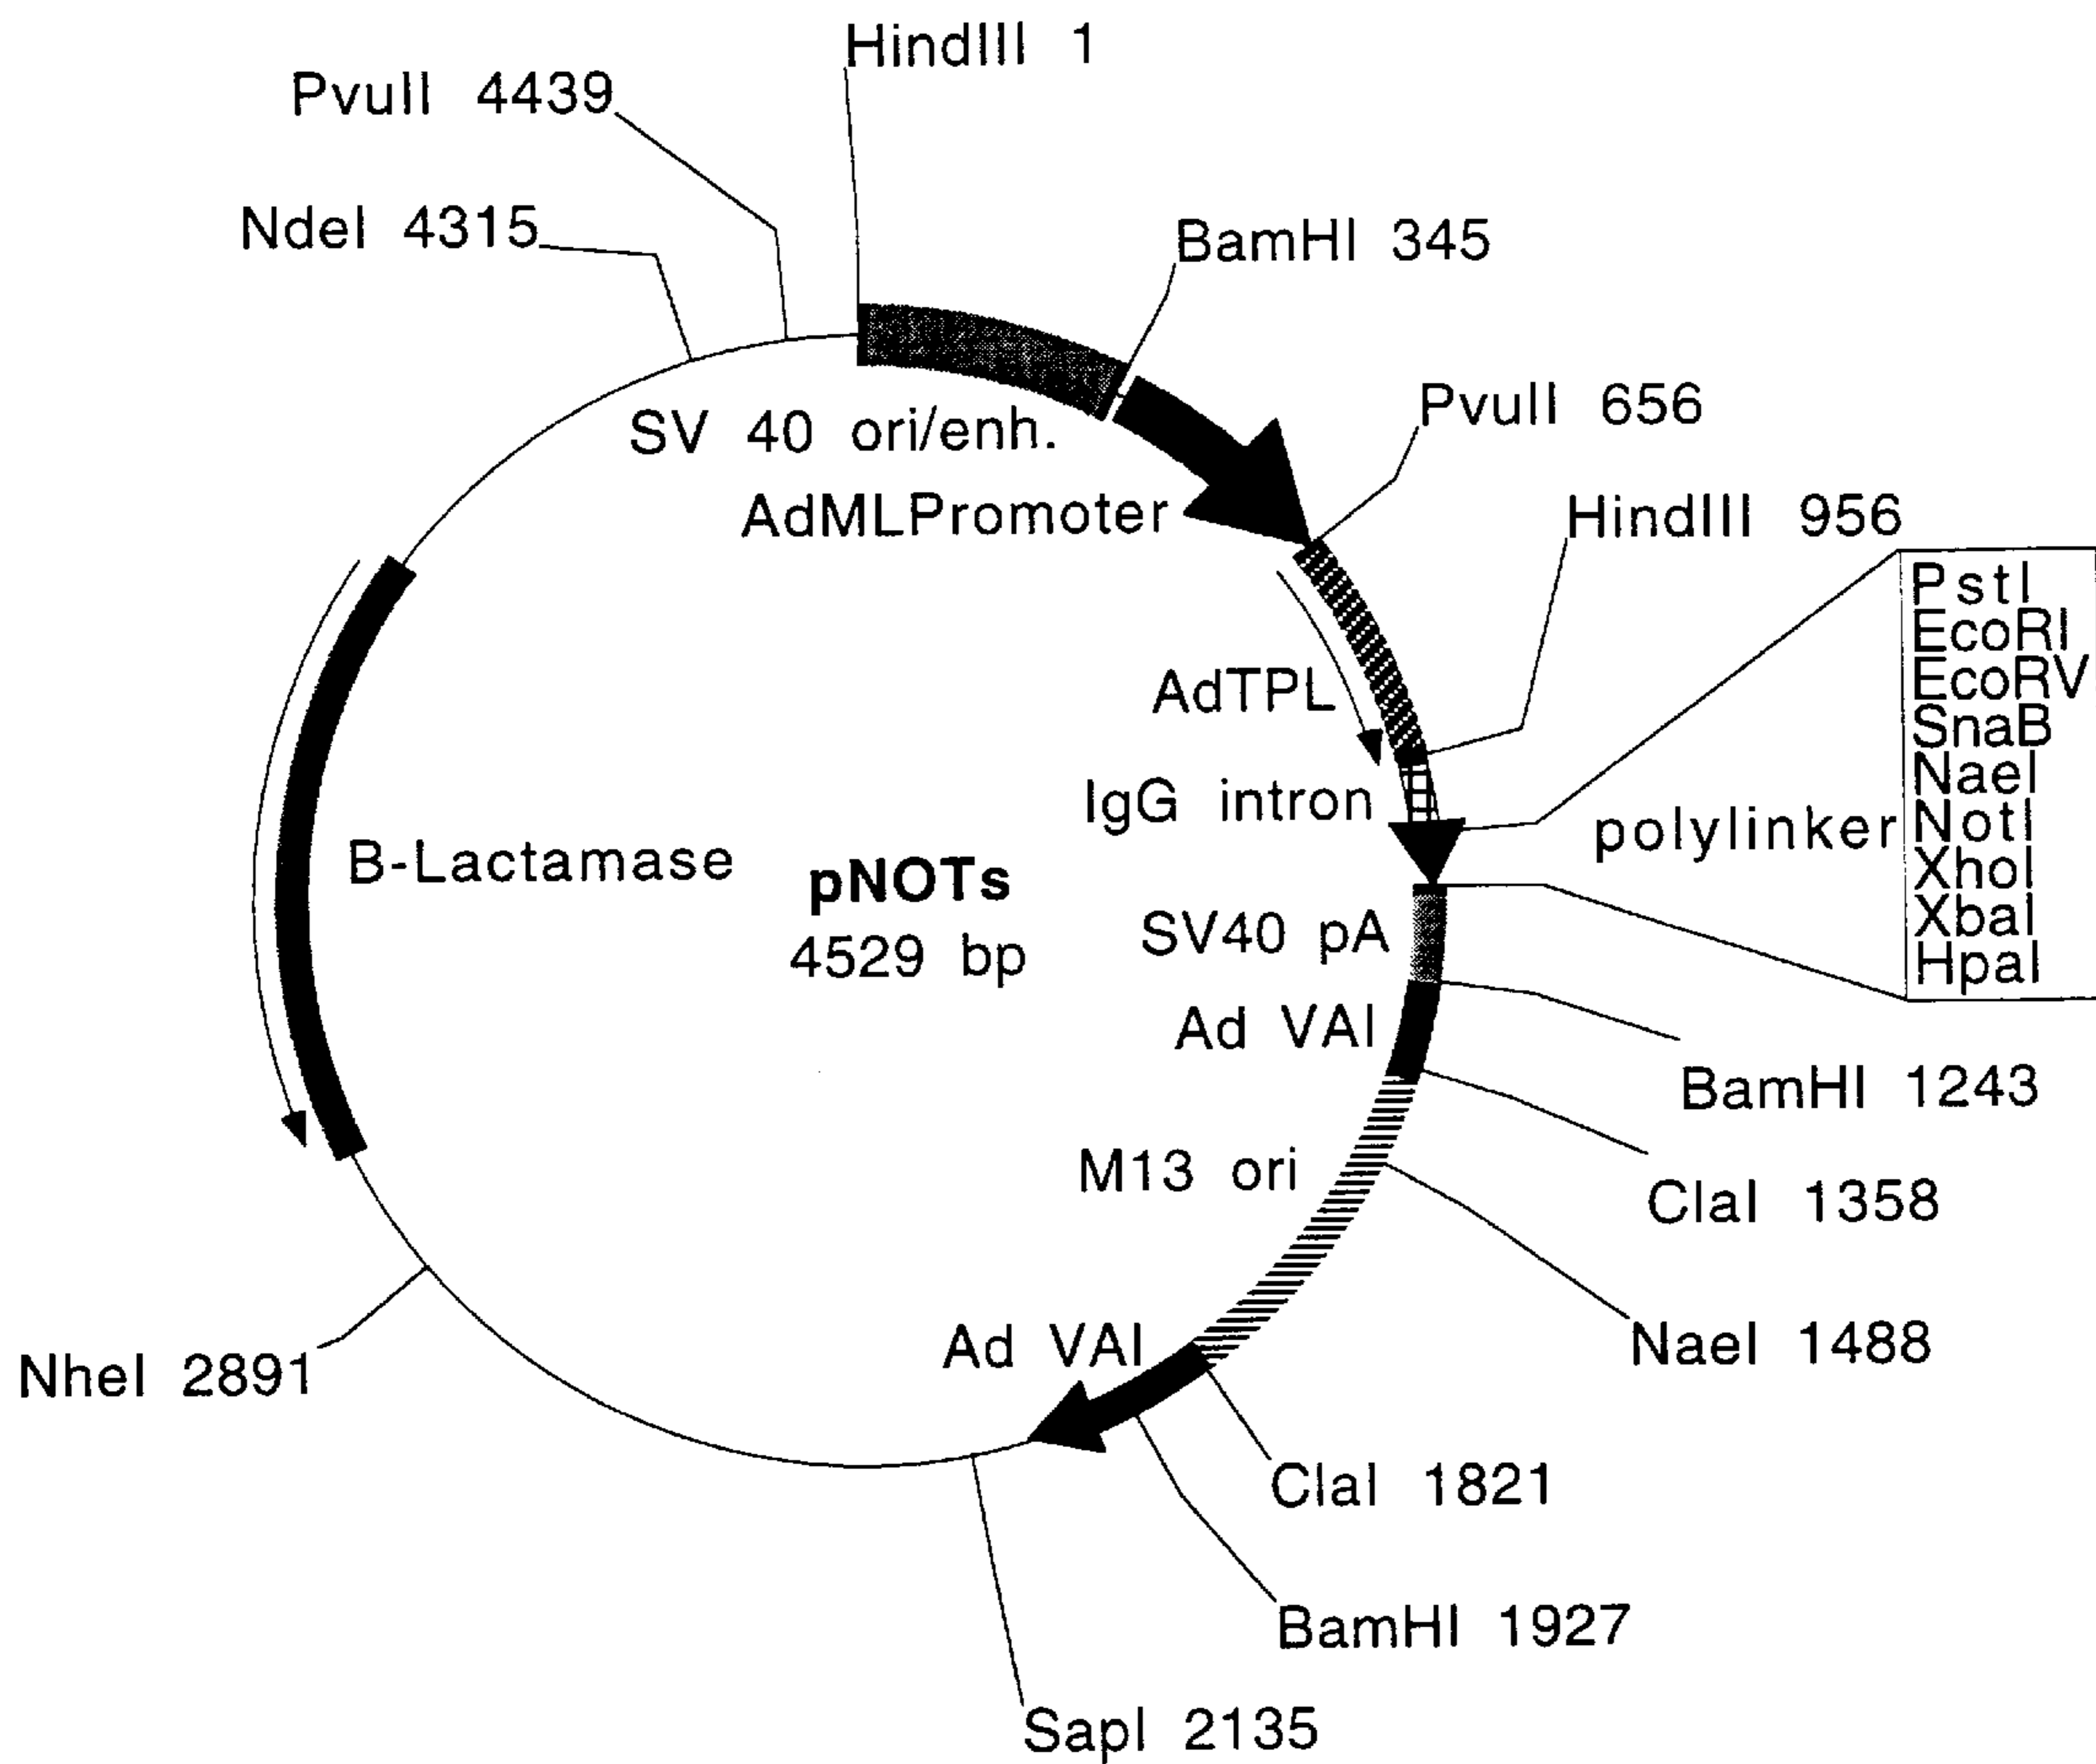 HindIII 1
PvuII 4439
NdeI 4315
BamHI 345
SV 40 ori/enh.
PvuII 656
AdMLPromoter
HindIII 956
PstI
EcoRI
EcoRV
SnaB
NaeI
NotI
XhoI
XbaI
HpaI
AdTPL
IgG intron
polylinker
B-Lactamase
pNOTs
4529 bp
SV40 pA
Ad VAI
BamHI 1243
M13 ori
ClaI 1358
NaeI 1488
Ad VAI
NheI 2891
ClaI 1821
BamHI 1927
SapI 2135